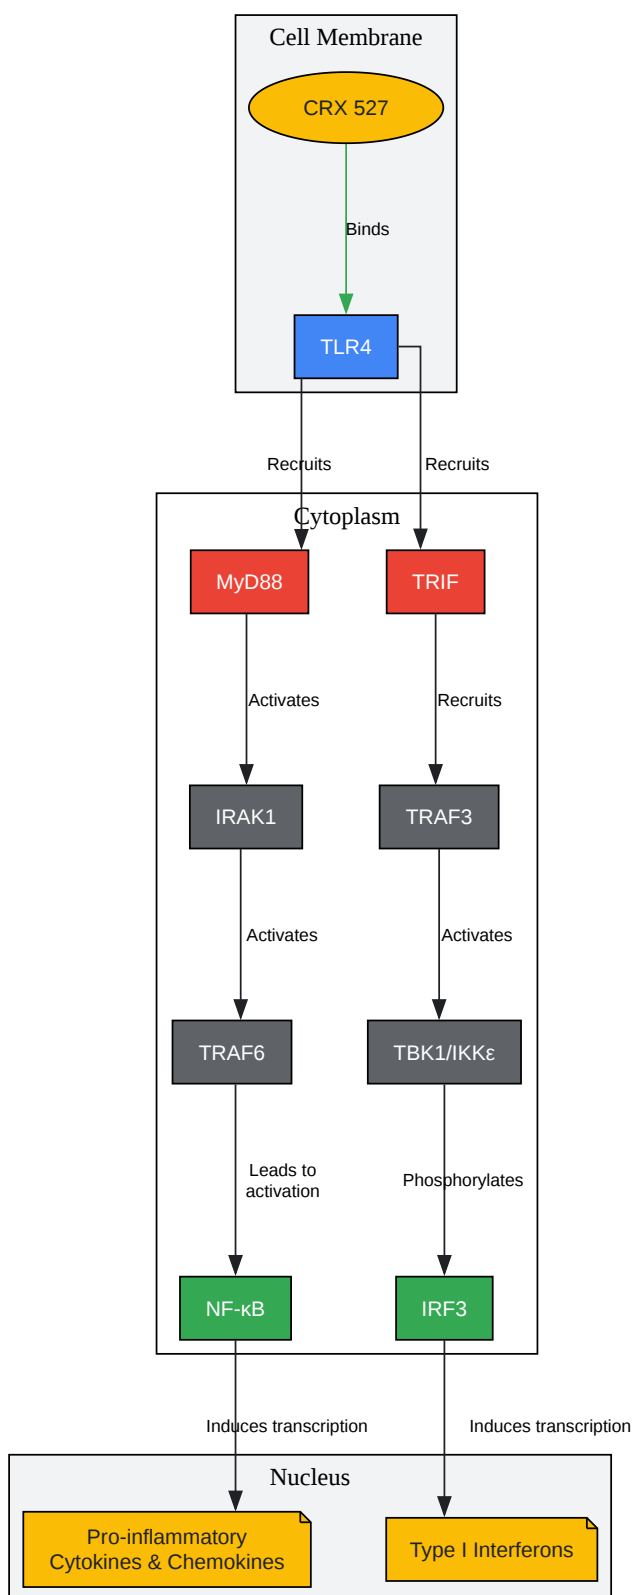 Cell Membrane
CRX 527
Binds
TLR4
Recruits
Recruits
Cytoplasm
MyD88
TRIF
Activates
Recruits
IRAK1
TRAF3
Activates
Activates
TRAF6
TBK1/IKKε
Leads to
activation
Phosphorylates
NF-κB
IRF3
Induces transcription
Induces transcription
Nucleus
Pro-inflammatory
Cytokines & Chemokines
Type I Interferons